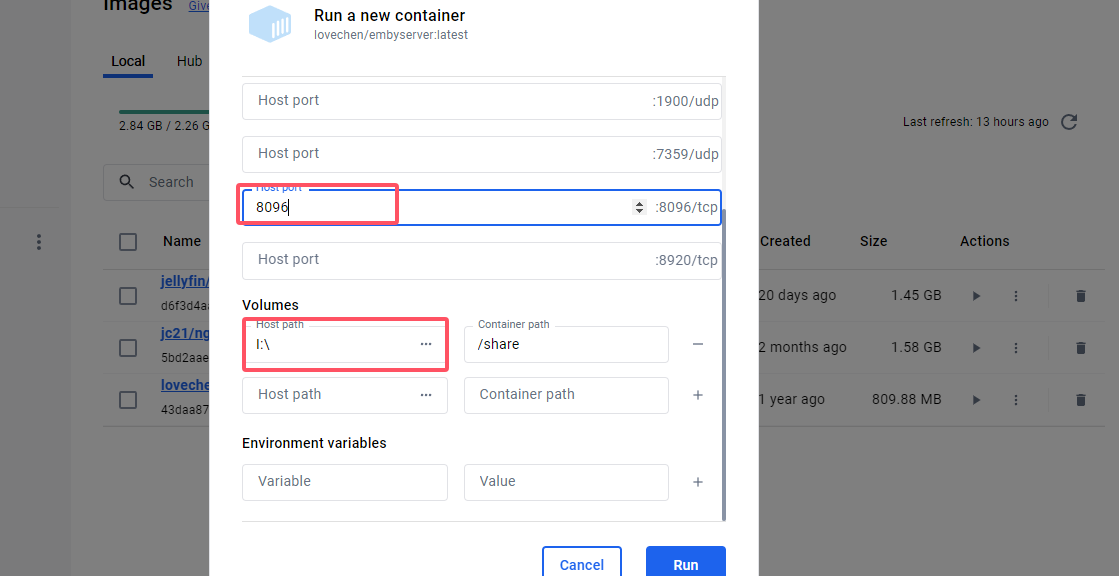 Images Give
Run a new container
lovechen/embyserver:latest
Local Hub
2.84 GB / 2.26 G
Last refresh: 13 hours ago
Search
Host port :1900/udp
Host port :7359/udp
Host port
8096 :8096/tcp
Host port :8920/tcp
Name Created Size Actions
jellyfin/
d6f3d4a
20 days ago 1.45 GB
jc21/ng
5bd2aae
2 months ago 1.58 GB
loveche
43daa87
1 year ago 809.88 MB
Volumes
Host path Container path
I:\ ··· /share −
Host path ··· Container path +
Environment variables
Variable Value +
Cancel Run